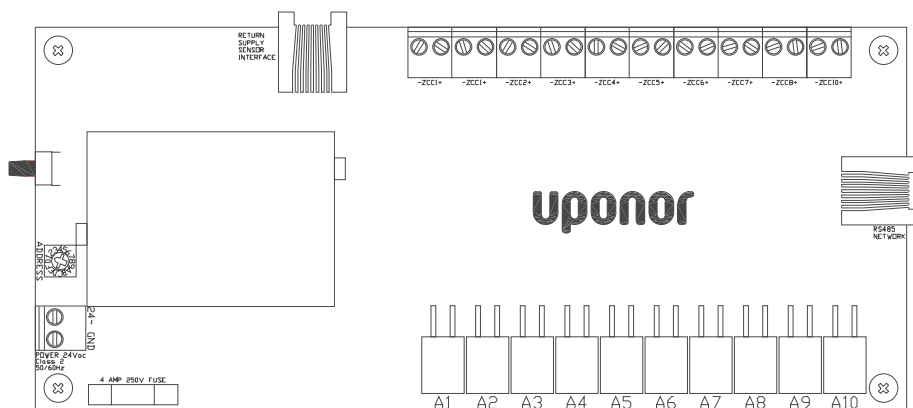 RETURN
SUPPLY
SENSOR
INTERFACE
-ZCC1+ -ZCC1+ -ZCC2+ -ZCC3+ -ZCC4+ -ZCC5+ -ZCC6+ -ZCC7+ -ZCC8+ -ZCC10+
uponor
RS485
NETWORK
ADDRESS
24~ GND
POWER 24Vac
Class 2
50/60Hz
4 AMP 250V FUSE
A1 A2 A3 A4 A5 A6 A7 A8 A9 A10